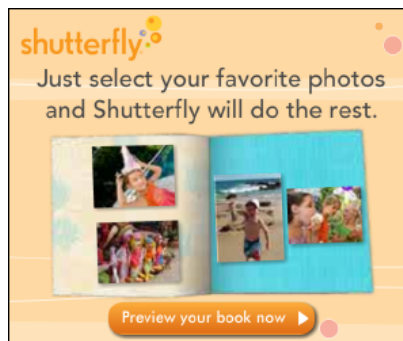 shutterfly
Just select your favorite photos
and Shutterfly will do the rest.
Preview your book now